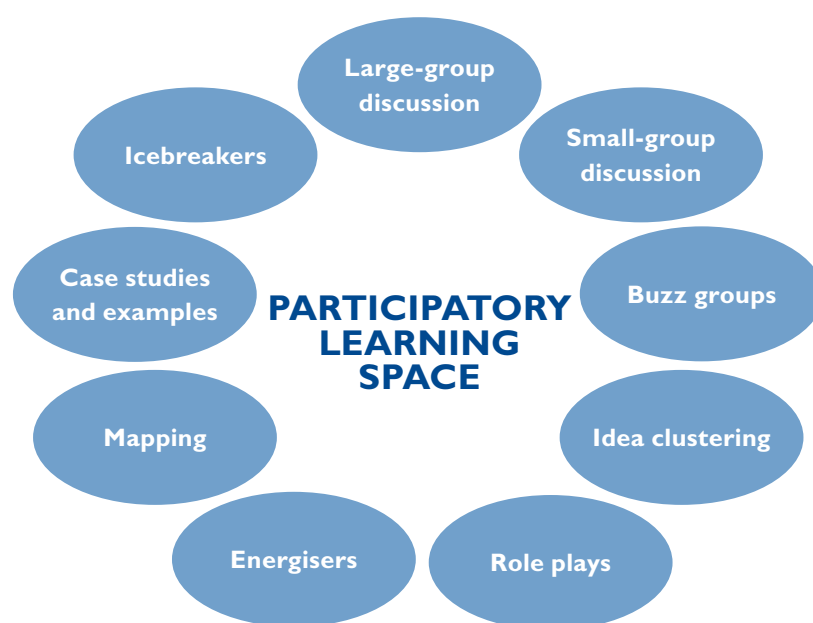 Large-group
discussion
Small-group
discussion
Icebreakers
Case studies
and examples
PARTICIPATORY
LEARNING
SPACE
Buzz groups
Mapping
Idea clustering
Energisers
Role plays